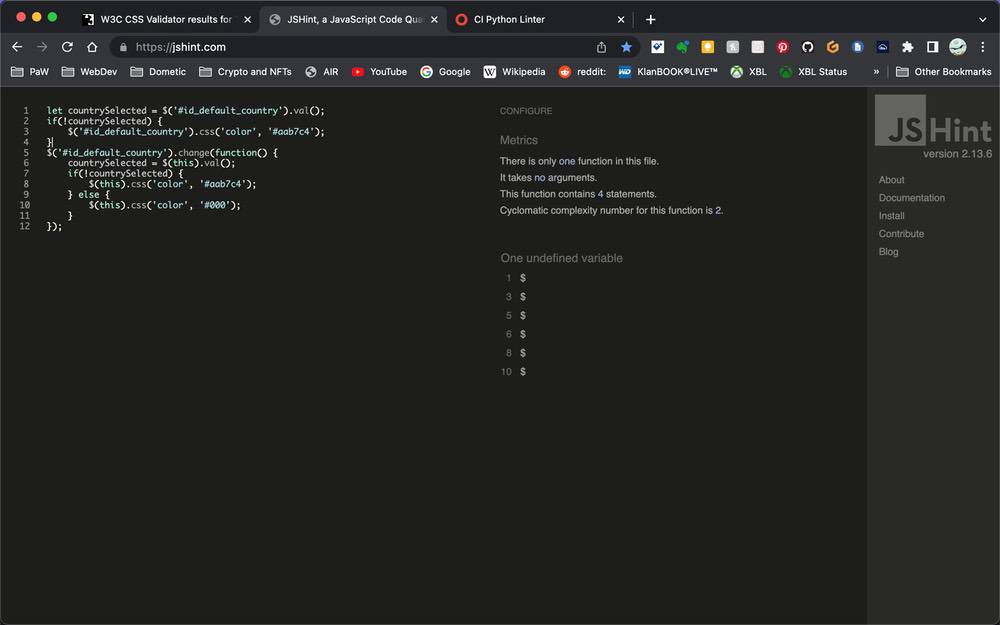 W3C CSS Validator results for
JSHint, a JavaScript Code Qua
CI Python Linter
https://jshint.com
PaW
WebDev
Dometic
Crypto and NFTs
AIR
YouTube
Google
Wikipedia
reddit:
KlanBOOK®LIVE™
XBL
XBL Status
»
Other Bookmarks
1 let countrySelected = $('#id_default_country').val();
2 if(!countrySelected) {
3 $('#id_default_country').css('color', '#aab7c4');
4 }
5 $('#id_default_country').change(function() {
6 countrySelected = $(this).val();
7 if(!countrySelected) {
8 $(this).css('color', '#aab7c4');
9 } else {
10 $(this).css('color', '#000');
11 }
12 });
CONFIGURE
Metrics
There is only one function in this file.
It takes no arguments.
This function contains 4 statements.
Cyclomatic complexity number for this function is 2.
One undefined variable
1 $
3 $
5 $
6 $
8 $
10 $
JSHint
version 2.13.6
About
Documentation
Install
Contribute
Blog